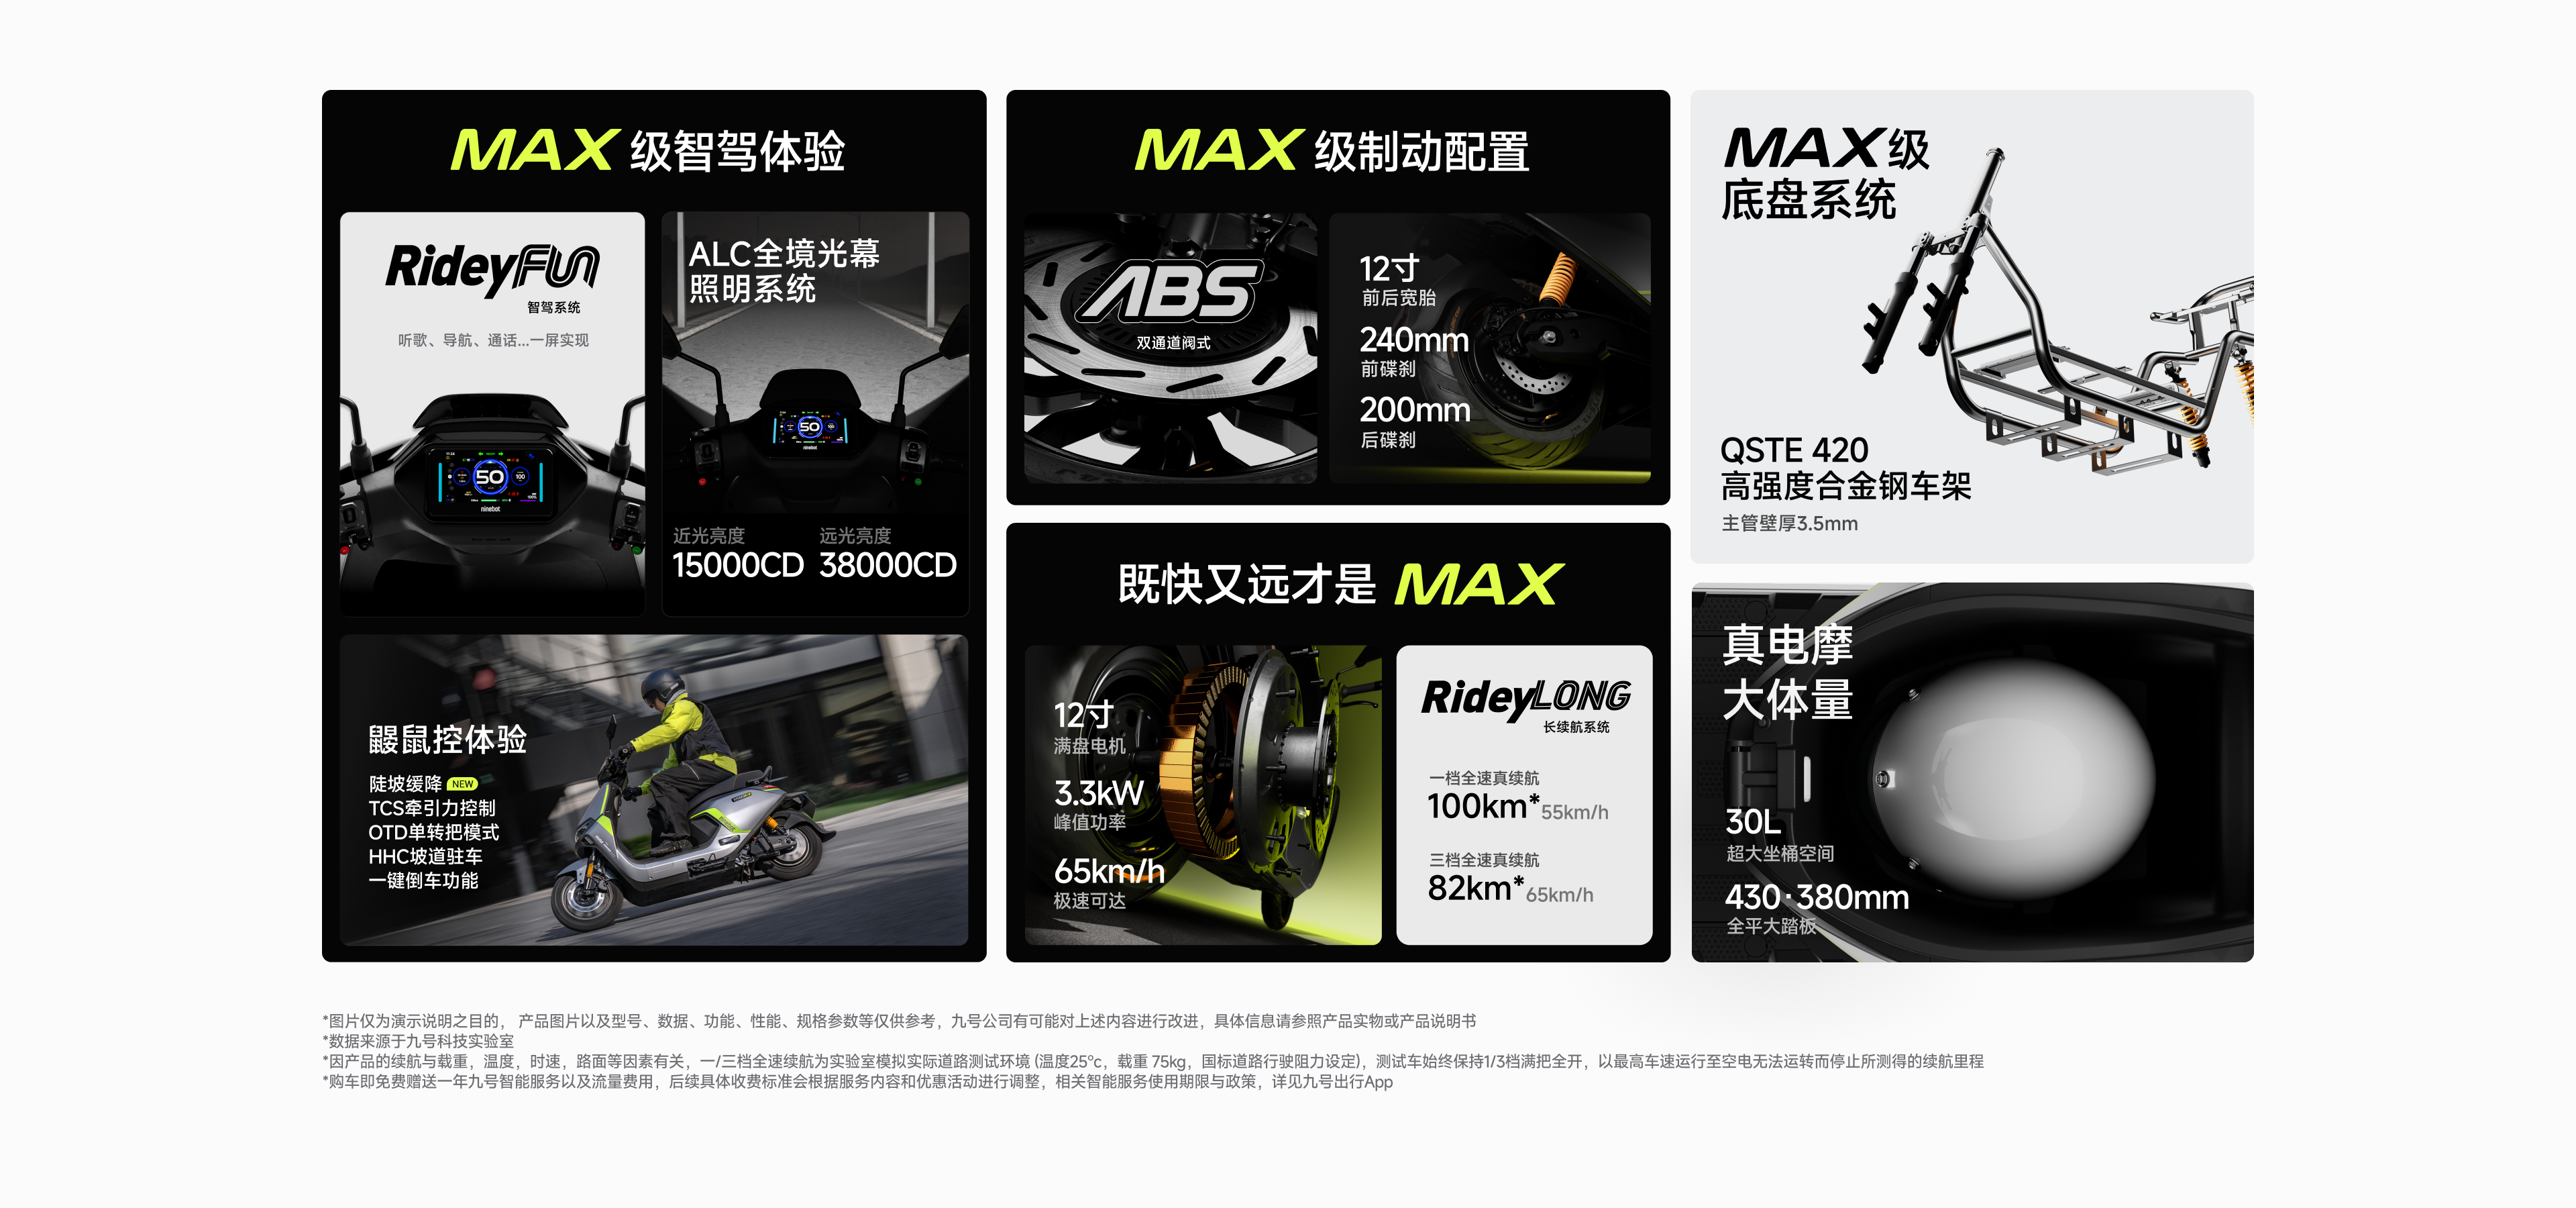 MAX 级智驾体验
RideyFUN
智驾系统
听歌、导航、通话...一屏实现
50
100
ninebot
ALC全境光幕
照明系统
50
ninebot
近光亮度
15000CD
远光亮度
38000CD
鼹鼠控体验
陡坡缓降 NEW
TCS牵引力控制
OTD单转把模式
HHC坡道驻车
一键倒车功能
MAX 级制动配置
ABS
双通道阀式
12寸
前后宽胎
240mm
前碟刹
200mm
后碟刹
既快又远才是 MAX
12寸
满盘电机
3.3kW
峰值功率
65km/h
极速可达
RideyLONG
长续航系统
一档全速真续航
100km*55km/h
三档全速真续航
82km*65km/h
MAX级
底盘系统
QSTE 420
高强度合金钢车架
主管壁厚3.5mm
真电摩
大体量
30L
超大坐桶空间
430·380mm
全平大踏板
*图片仅为演示说明之目的， 产品图片以及型号、数据、功能、性能、规格参数等仅供参考，九号公司有可能对上述内容进行改进，具体信息请参照产品实物或产品说明书
*数据来源于九号科技实验室
*因产品的续航与载重，温度，时速，路面等因素有关，一/三档全速续航为实验室模拟实际道路测试环境 (温度25°c，载重 75kg，国标道路行驶阻力设定)，测试车始终保持1/3档满把全开，以最高车速运行至空电无法运转而停止所测得的续航里程
*购车即免费赠送一年九号智能服务以及流量费用，后续具体收费标准会根据服务内容和优惠活动进行调整，相关智能服务使用期限与政策，详见九号出行App